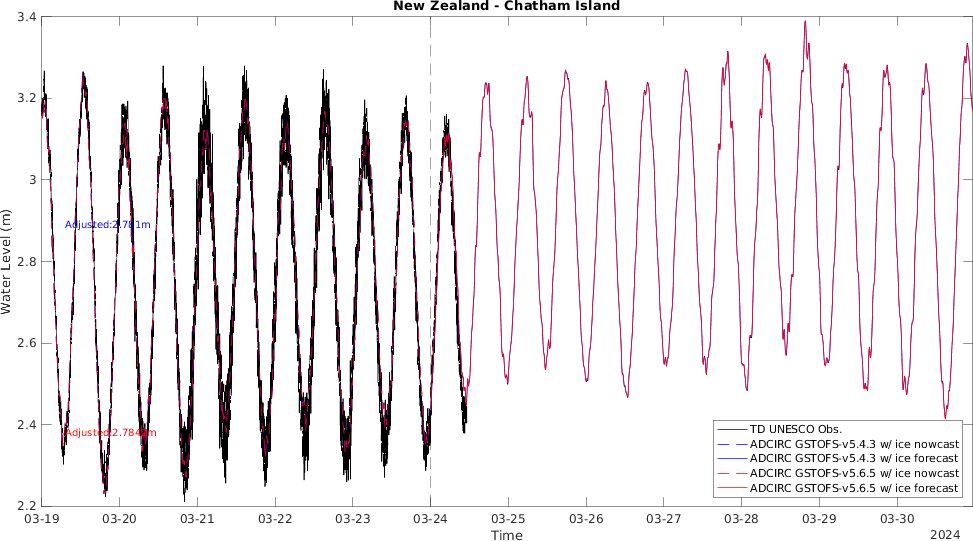 New Zealand - Chatham Island
3.4
3.2
3
2.8
2.6
2.4
2.2
Water Level (m)
Adjusted:2.781m
TD UNESCO Obs.
ADCIRC GSTOFS-v5.4.3 w/ ice nowcast
ADCIRC GSTOFS-v5.4.3 w/ ice forecast
ADCIRC GSTOFS-v5.6.5 w/ ice nowcast
ADCIRC GSTOFS-v5.6.5 w/ ice forecast
03-19 03-20 03-21 03-22 03-23 03-24 03-25 03-26 03-27 03-28 03-29 03-30
Time
2024